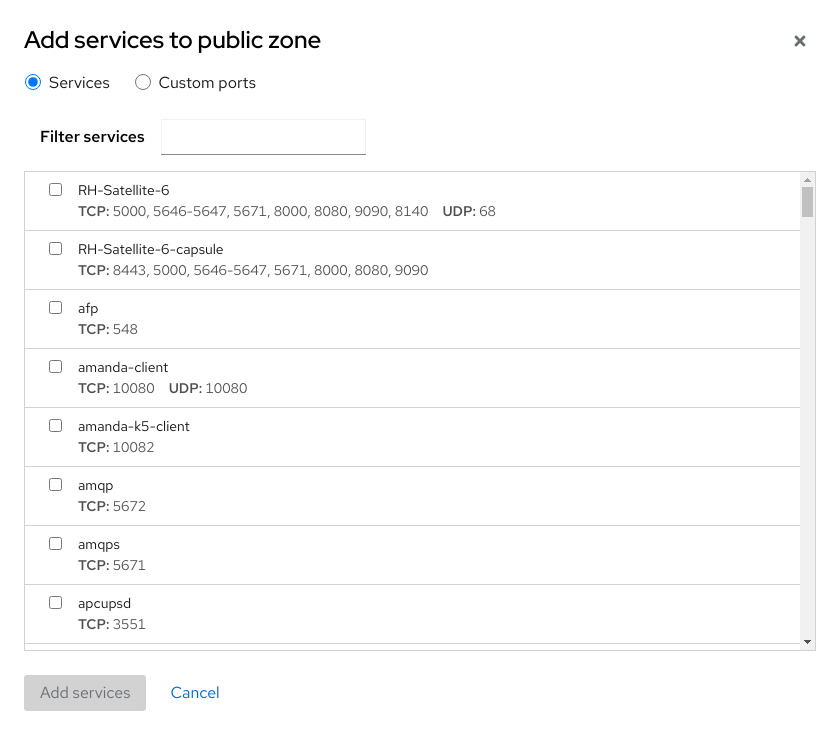 Add services to public zone
Services Custom ports
Filter services
RH-Satellite-6
TCP: 5000, 5646-5647, 5671, 8000, 8080, 9090, 8140 UDP: 68
RH-Satellite-6-capsule
TCP: 8443, 5000, 5646-5647, 5671, 8000, 8080, 9090
afp
TCP: 548
amanda-client
TCP: 10080 UDP: 10080
amanda-k5-client
TCP: 10082
amqp
TCP: 5672
amqps
TCP: 5671
apcupsd
TCP: 3551
Add services Cancel